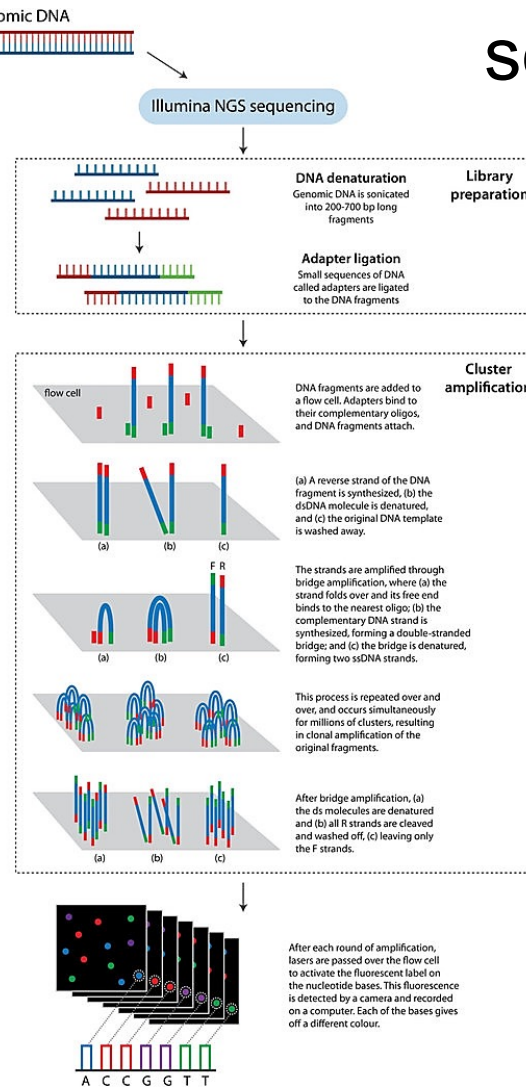 omic DNA
se
Illumina NGS sequencing
DNA denaturation
Genomic DNA is sonicated
into 200-700 bp long
fragments
Library
preparation
Adapter ligation
Small sequences of DNA
called adapters are ligated
to the DNA fragments
Cluster
amplification
flow cell
DNA fragments are added to
a flow cell. Adapters bind to
their complementary oligos,
and DNA fragments attach.
(a) A reverse strand of the DNA
fragment is synthesized, (b) the
dsDNA molecule is denatured,
and (c) the original DNA template
is washed away.
(a) (b) (c)
F R
The strands are amplified through
bridge amplification, where (a) the
strand folds over and its free end
binds to the nearest oligo; (b) the
complementary DNA strand is
synthesized, forming a double-stranded
bridge; and (c) the bridge is denatured,
forming two ssDNA strands.
(a) (b) (c)
This process is repeated over and
over, and occurs simultaneously
for millions of clusters, resulting
in clonal amplification of the
original fragments.
After bridge amplification, (a)
the ds molecules are denatured
and (b) all R strands are cleaved
and washed off, (c) leaving only
the F strands.
(a) (b) (c)
After each round of amplification,
lasers are passed over the flow cell
to activate the fluorescent label on
the nucleotide bases. This fluorescence
is detected by a camera and recorded
on a computer. Each of the bases gives
off a different colour.
A C C G G T T